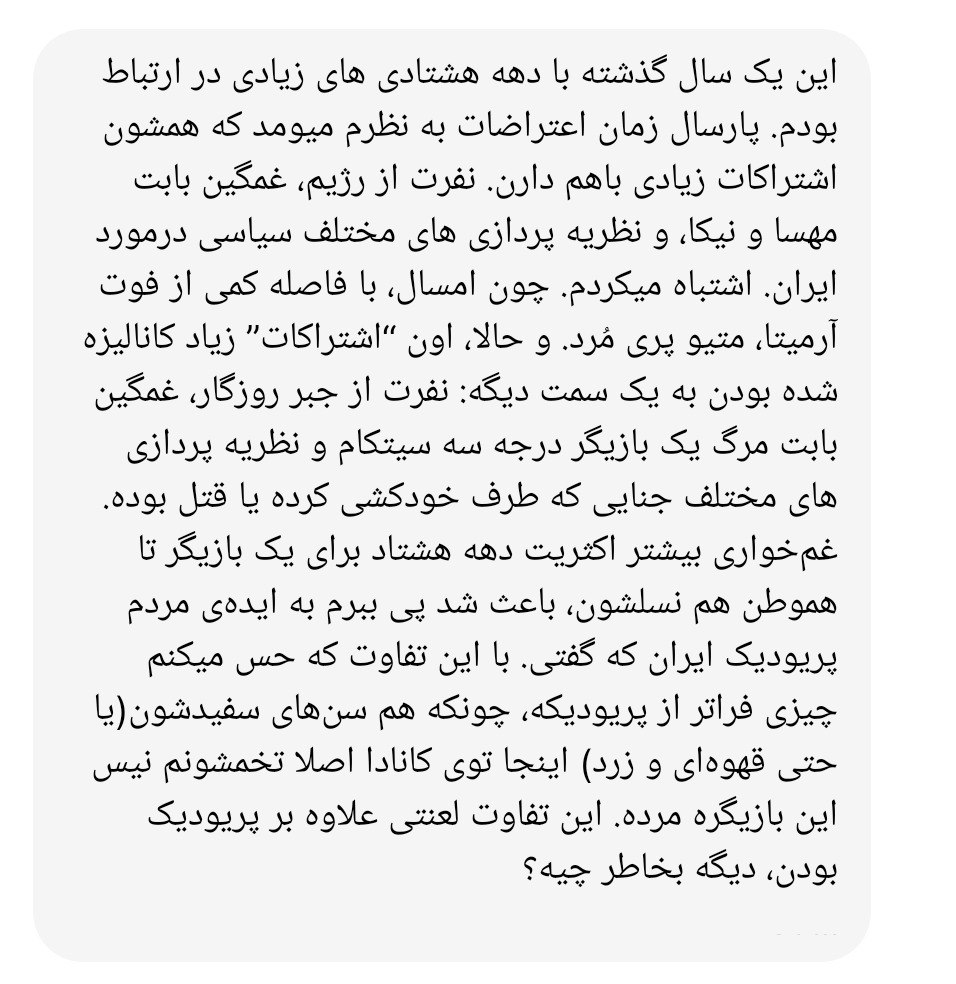 این یک سال گذشته با دهه هشتادی های زیادی در ارتباط
بودم. پارسال زمان اعتراضات به نظرم میومد که همشون
اشتراکات زیادی باهم دارن. نفرت از رژیم، غمگین بابت
مهسا و نیکا، و نظریه پردازی های مختلف سیاسی درمورد
ایران. اشتباه میکردم. چون امسال، با فاصله کمی از فوت
آرمیتا، متیو پری مُرد. و حالا، اون “اشتراکات” زیاد کانالیزه
شده بودن به یک سمت دیگه: نفرت از جبر روزگار، غمگین
بابت مرگ یک بازیگر درجه سه سیتکام و نظریه پردازی
های مختلف جنایی که طرف خودکشی کرده یا قتل بوده.
غم‌خواری بیشتر اکثریت دهه هشتاد برای یک بازیگر تا
هموطن هم نسلشون، باعث شد پی ببرم به ایده‌ی مردم
پریودیک ایران که گفتی. با این تفاوت که حس میکنم
چیزی فراتر از پریودیکه، چونکه هم سن‌های سفیدشون(یا
حتی قهوه‌ای و زرد) اینجا توی کانادا اصلا تخمشونم نیس
این بازیگره مرده. این تفاوت لعنتی علاوه بر پریودیک
بودن، دیگه بخاطر چیه؟